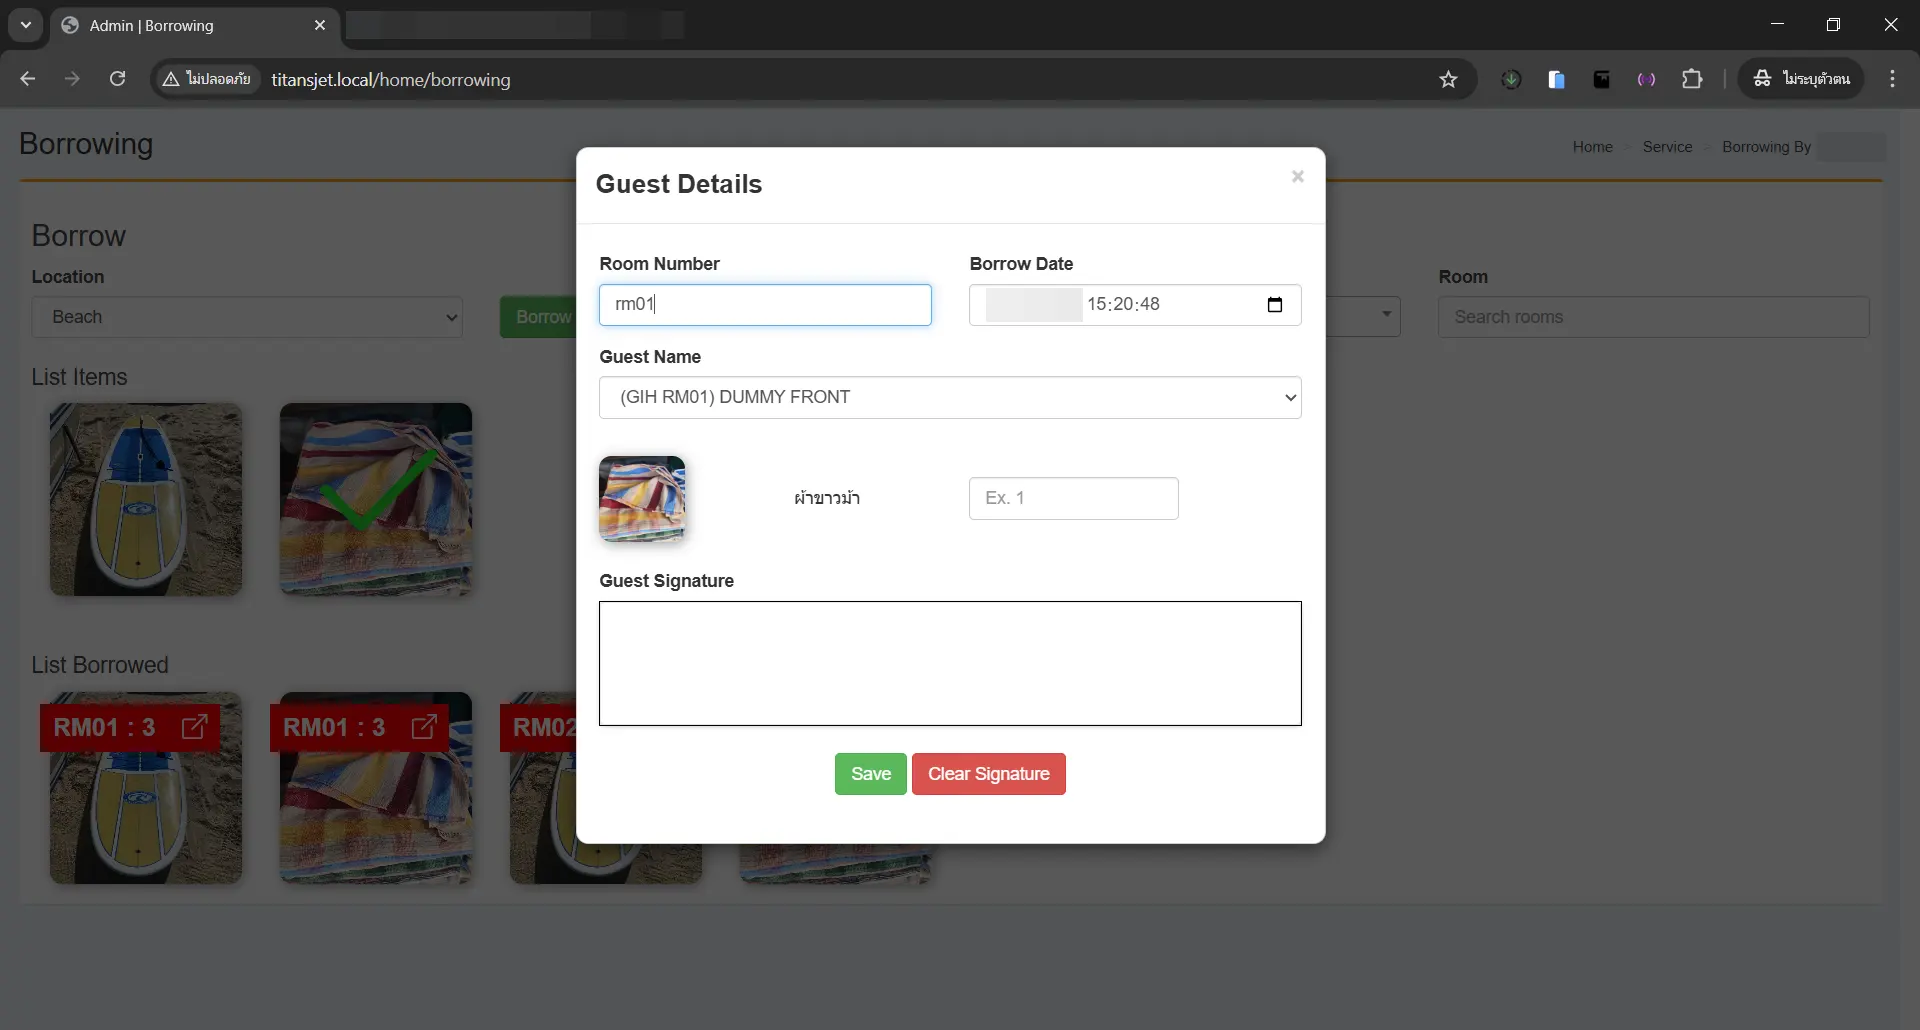 Admin | Borrowing
ไม่ปลอดภัย
titansjet.local/home/borrowing
ไม่ระบุตัวตน
Borrowing
Home
Service
Borrowing By
Borrow
Location
Beach
Borrow
Room
Search rooms
List Items
List Borrowed
RM01 : 3
RM01 : 3
RM02
Guest Details
×
Room Number
Borrow Date
rm01
15:20:48
Guest Name
(GIH RM01) DUMMY FRONT
ผ้าขาวม้า
Ex. 1
Guest Signature
Save
Clear Signature